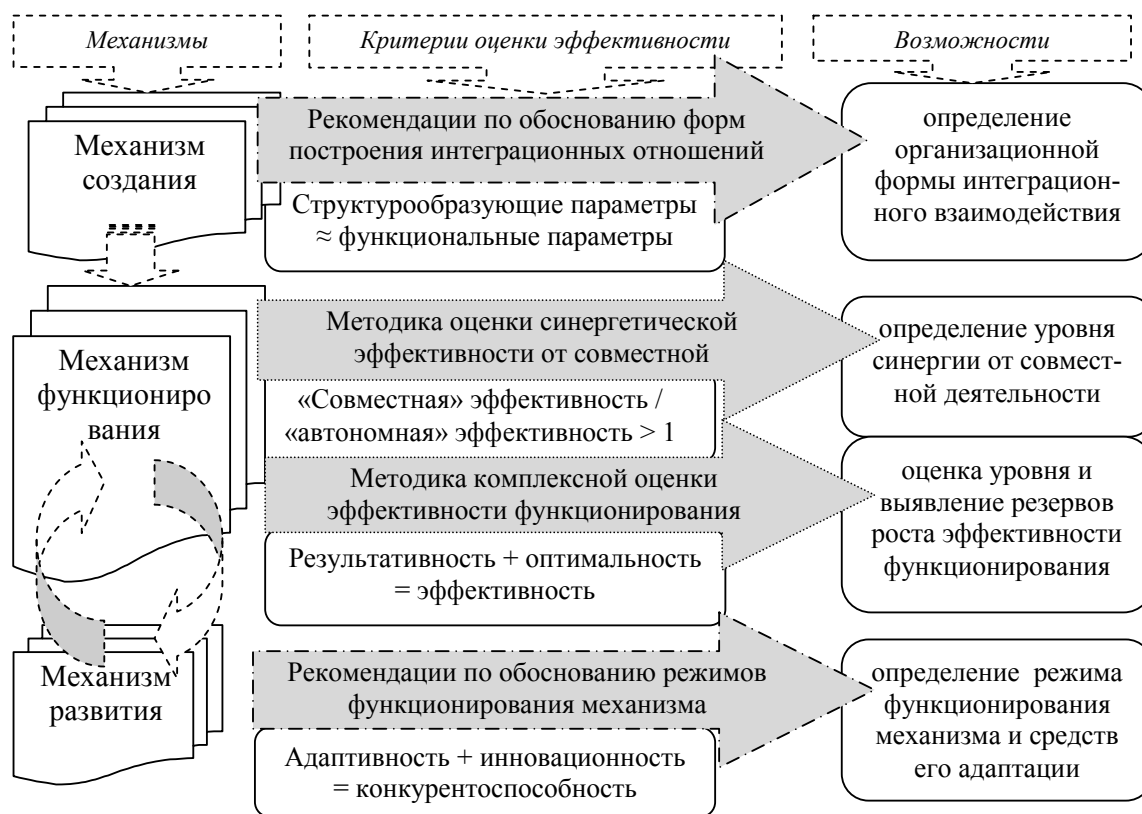 Механизмы
Критерии оценки эффективности
Возможности
Механизм
создания
Рекомендации по обоснованию форм
построения интеграционных отношений
Структурообразующие параметры
≈ функциональные параметры
определение
организационной
формы интеграцион-
ного взаимодействия
Механизм
функциониро
вания
Методика оценки синергетической
эффективности от совместной
«Совместная» эффективность /
«автономная» эффективность > 1
определение уровня
синергии от совмест-
ной деятельности
Методика комплексной оценки
эффективности функционирования
Результативность + оптимальность
= эффективность
оценка уровня и
выявление резервов
роста эффективности
функционирования
Механизм
развития
Рекомендации по обоснованию режимов
функционирования механизма
Адаптивность + инновационность
= конкурентоспособность
определение режима
функционирования
механизма и средств
его адаптации